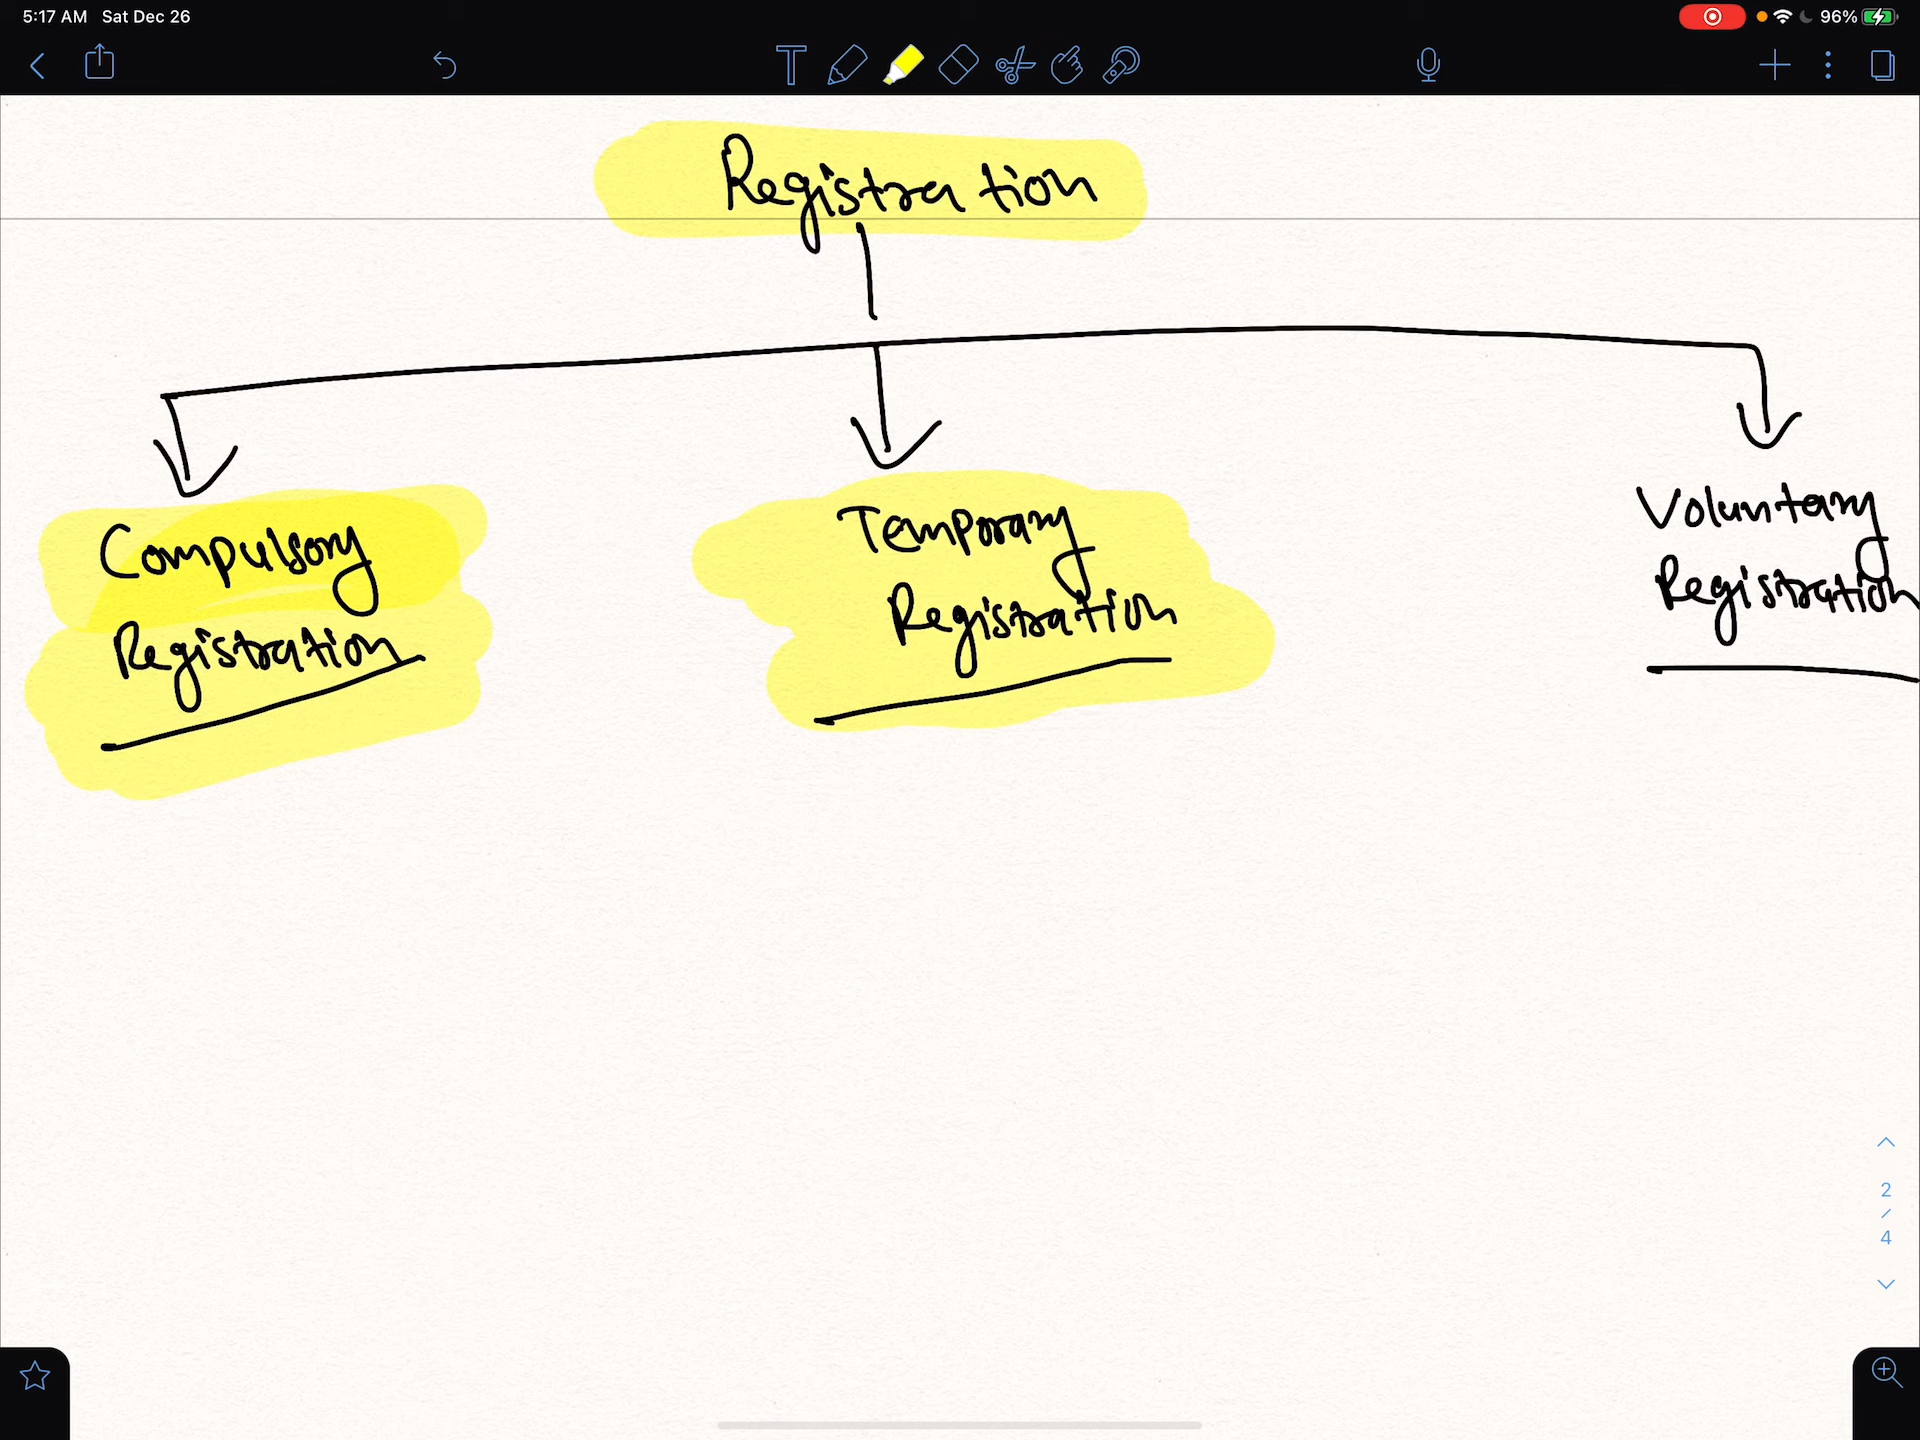 5:17 AM Sat Dec 26
96%
Registration
Compulsory
Registration
Temporary
Registration
Voluntary
Registration
2
/
4